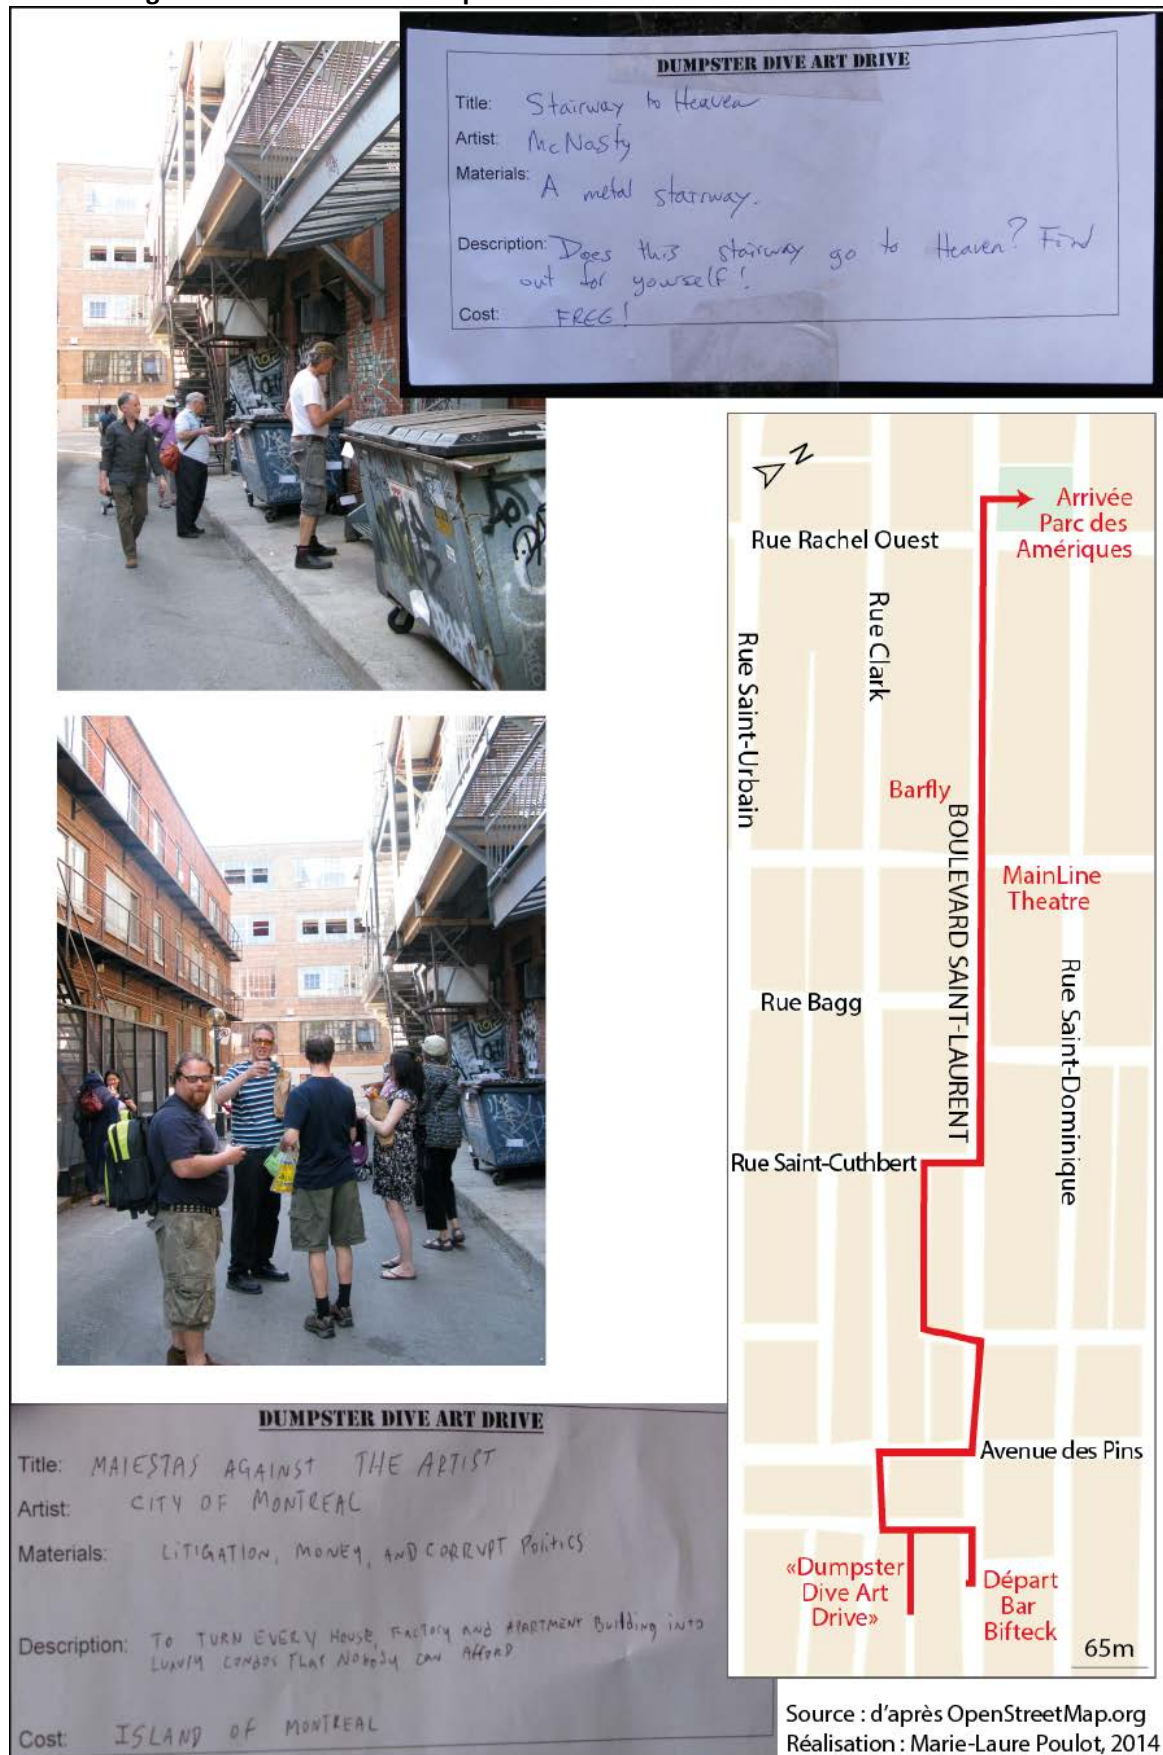 DUMPSTER DIVE ART DRIVE
Title: Stairway to Heaven
Artist: McNasty
Materials: A metal stairway.
Description: Does this stairway go to Heaven? Find
out for yourself!
Cost: FREE!
N
Arrivée
Parc des
Amériques
Rue Rachel Ouest
Rue Clark
Rue Saint-Urbain
Barfly
BOULEVARD SAINT-LAURENT
MainLine
Theatre
Rue Bagg
Rue Saint-Dominique
Rue Saint-Cuthbert
Avenue des Pins
«Dumpster
Dive Art
Drive»
Départ
Bar
Bifteck
65m
DUMPSTER DIVE ART DRIVE
Title: MAIESTAS AGAINST THE ARTIST
Artist: CITY OF MONTREAL
Materials: LITIGATION, MONEY, AND CORRUPT POLITICS
Description: TO TURN EVERY HOUSE, FACTORY AND APARTMENT BUILDING INTO
LUXURY CONDOS THAT NOBODY CAN AFFORD
Cost: ISLAND OF MONTREAL
Source : d'après OpenStreetMap.org
Réalisation : Marie-Laure Poulot, 2014